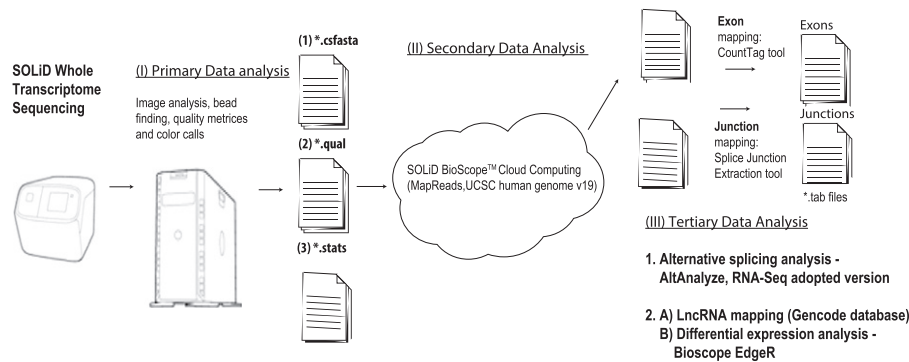 SOLiD Whole
Transcriptome
Sequencing
(I) Primary Data analysis
Image analysis, bead
finding, quality metrices
and color calls
(1) *.csfasta
(2) *.qual
(3) *.stats
(II) Secondary Data Analysis
SOLiD BioScope™ Cloud Computing
(MapReads,UCSC human genome v19)
Exon
mapping:
CountTag tool
Exons
Junction
mapping:
Splice Junction
Extraction tool
Junctions
*.tab files
(III) Tertiary Data Analysis
1. Alternative splicing analysis -
AltAnalyze, RNA-Seq adopted version
2. A) LncRNA mapping (Gencode database)
B) Differential expression analysis -
Bioscope EdgeR